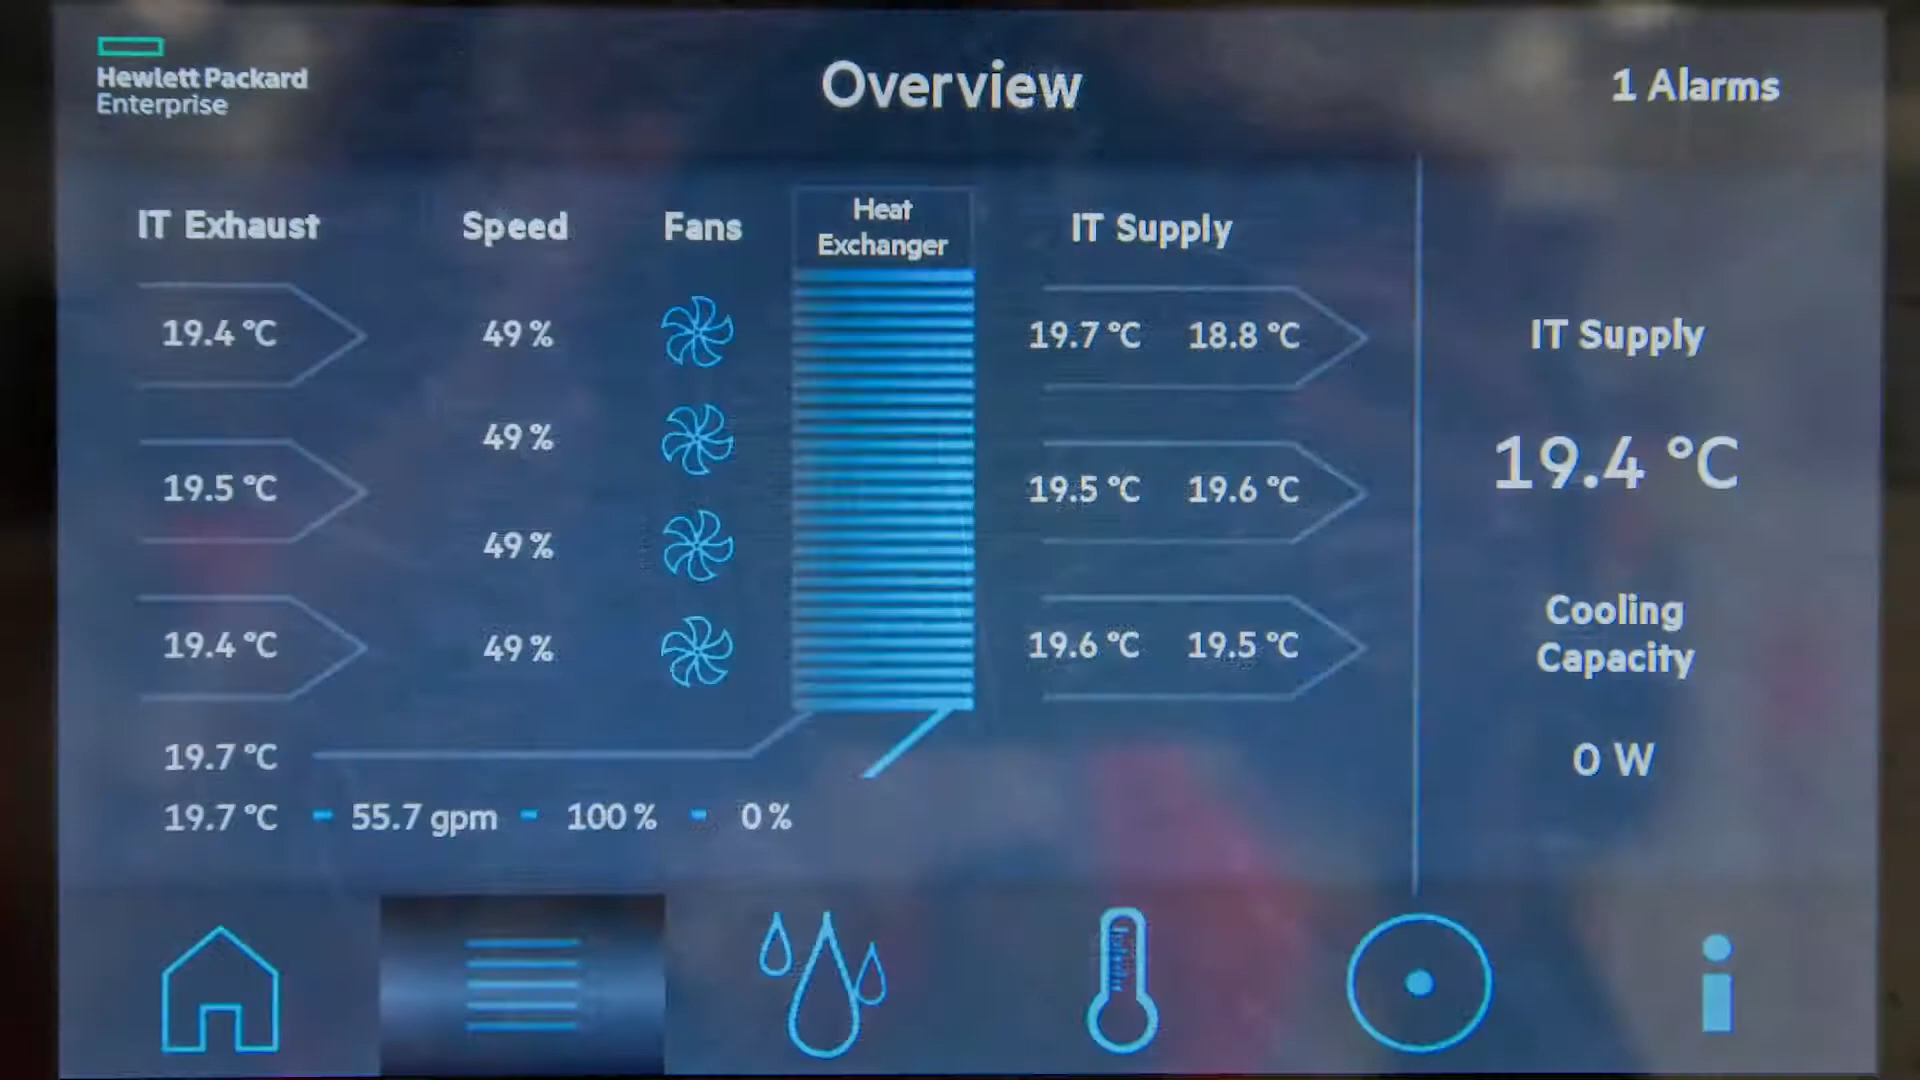 Hewlett Packard
Enterprise
Overview
1 Alarms
IT Exhaust
Speed
Fans
Heat
Exchanger
IT Supply
19.4 °C
49 %
19.7 °C 18.8 °C
IT Supply
49 %
19.4 °C
19.5 °C
19.5 °C 19.6 °C
49 %
Cooling
Capacity
19.4 °C
49 %
19.6 °C 19.5 °C
19.7 °C
0 W
19.7 °C - 55.7 gpm - 100 % - 0 %